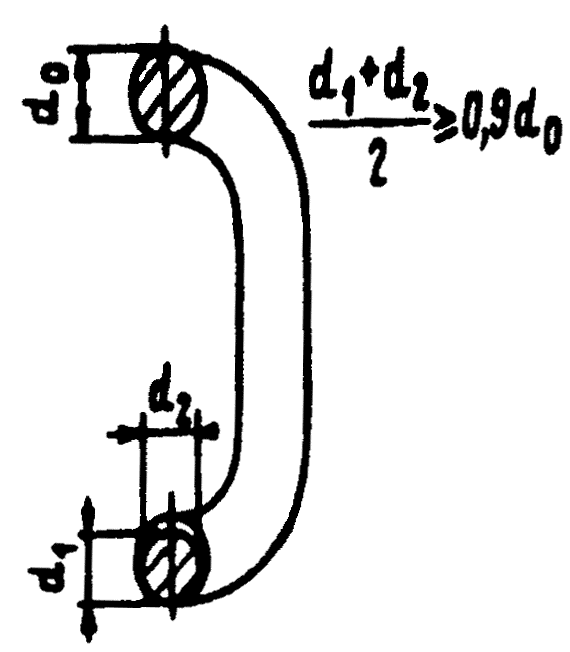 d₀
(d₁+d₂)/2 ≥ 0,9d₀
d₂
d₁